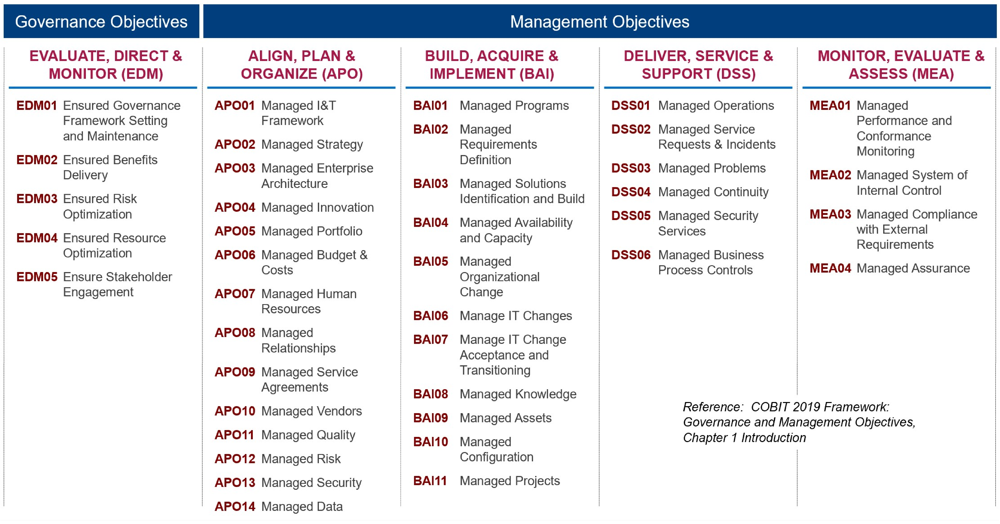 Governance Objectives
Management Objectives
EVALUATE, DIRECT &
MONITOR (EDM)
EDM01 Ensured Governance
Framework Setting
and Maintenance
EDM02 Ensured Benefits
Delivery
EDM03 Ensured Risk
Optimization
EDM04 Ensured Resource
Optimization
EDM05 Ensure Stakeholder
Engagement
ALIGN, PLAN &
ORGANIZE (APO)
APO01 Managed I&T
Framework
APO02 Managed Strategy
APO03 Managed Enterprise
Architecture
APO04 Managed Innovation
APO05 Managed Portfolio
APO06 Managed Budget &
Costs
APO07 Managed Human
Resources
APO08 Managed
Relationships
APO09 Managed Service
Agreements
APO10 Managed Vendors
APO11 Managed Quality
APO12 Managed Risk
APO13 Managed Security
APO14 Managed Data
BUILD, ACQUIRE &
IMPLEMENT (BAI)
BAI01 Managed Programs
BAI02 Managed
Requirements
Definition
BAI03 Managed Solutions
Identification and Build
BAI04 Managed Availability
and Capacity
BAI05 Managed
Organizational
Change
BAI06 Manage IT Changes
BAI07 Manage IT Change
Acceptance and
Transitioning
BAI08 Managed Knowledge
BAI09 Managed Assets
BAI10 Managed
Configuration
BAI11 Managed Projects
DELIVER, SERVICE &
SUPPORT (DSS)
DSS01 Managed Operations
DSS02 Managed Service
Requests & Incidents
DSS03 Managed Problems
DSS04 Managed Continuity
DSS05 Managed Security
Services
DSS06 Managed Business
Process Controls
MONITOR, EVALUATE &
ASSESS (MEA)
MEA01 Managed
Performance and
Conformance
Monitoring
MEA02 Managed System of
Internal Control
MEA03 Managed Compliance
with External
Requirements
MEA04 Managed Assurance
Reference: COBIT 2019 Framework:
Governance and Management Objectives,
Chapter 1 Introduction